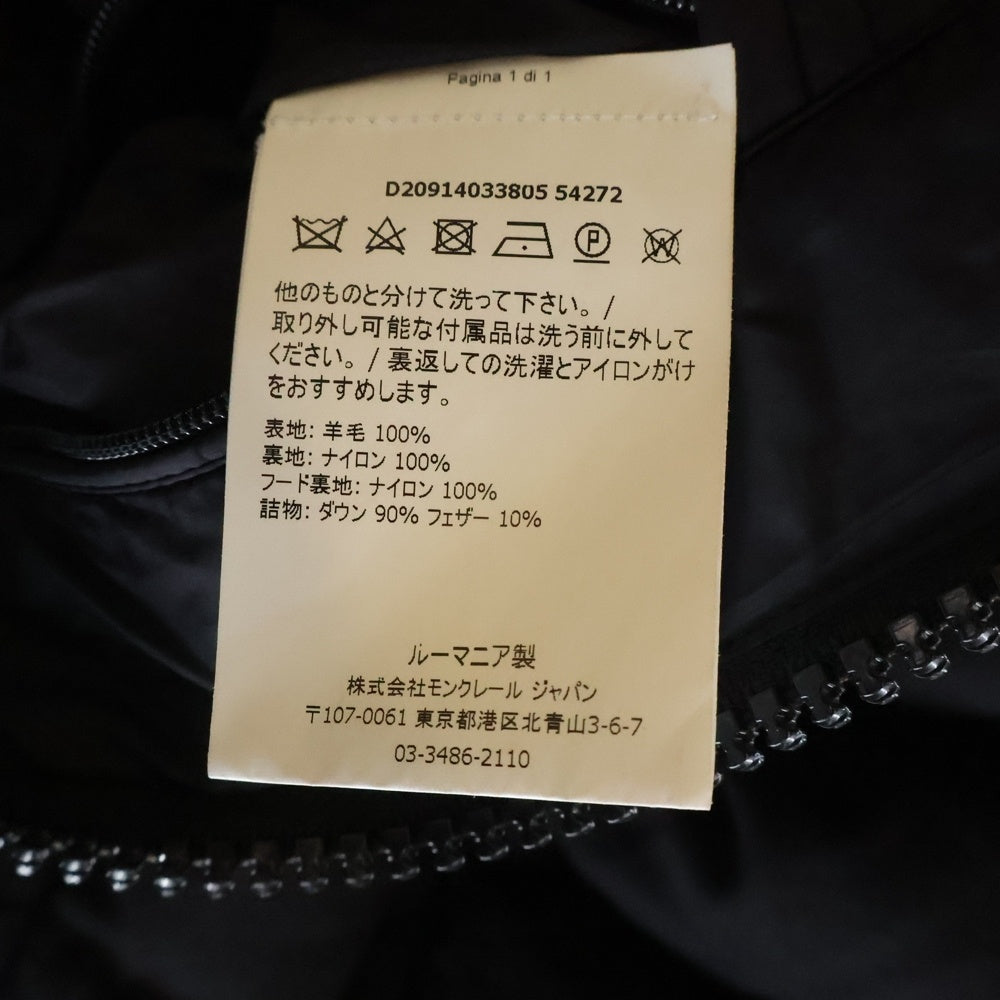 Pagina 1 di 1
D20914033805 54272
P
W
他のものと分けて洗って下さい。 /
取り外し可能な付属品は洗う前に外して
ください。 / 裏返しての洗濯とアイロンがけ
をおすすめします。
表地: 羊毛 100%
裏地: ナイロン 100%
フード裏地: ナイロン 100%
詰物: ダウン 90% フェザー 10%
ルーマニア製
株式会社モンクレール ジャパン
〒107-0061 東京都港区北青山3-6-7
03-3486-2110